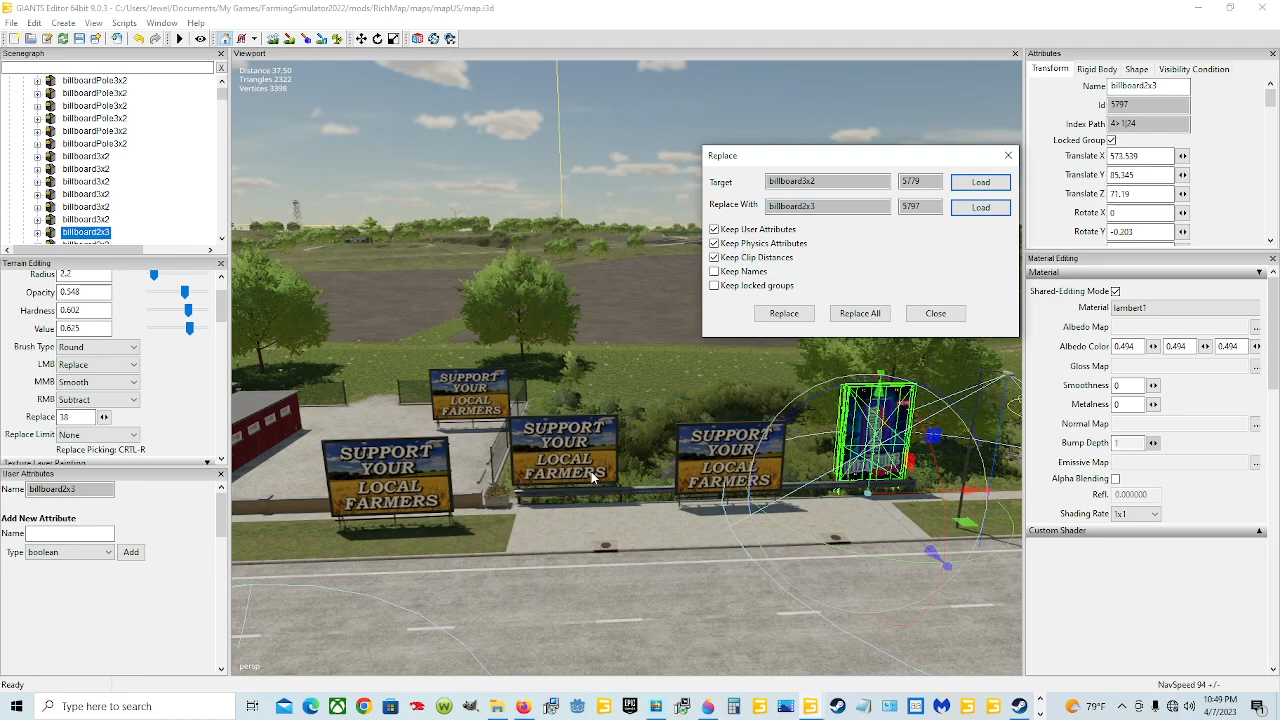 GIANTS Editor 64bit 9.0.3 - C:/Users/Jewel/Documents/My Games/FarmingSimulator2022/mods/RichMap/maps/mapUS/map.i3d
File Edit Create View Scripts Window Help
Scenegraph
X
billboardPole3x2
billboardPole3x2
billboardPole3x2
billboardPole3x2
billboardPole3x2
billboardPole3x2
billboard3x2
billboard3x2
billboard3x2
billboard3x2
billboard3x2
billboard3x2
billboard2x3
Terrain Editing
Radius 2.2
Opacity 0.548
Hardness 0.602
Value 0.625
Brush Type Round
LMB Replace
MMB Smooth
RMB Subtract
Replace 38
Replace Limit None
Replace Picking: CRTL-R
Texture Layer Painting
User Attributes
Name billboard2x3
Add New Attribute
Name
Type boolean Add
Viewport
Distance 37.50
Triangles 2322
Vertices 3398
SUPPORT
YOUR
LOCAL
FARMERS
SUPPORT
YOUR
LOCAL
FARMERS
SUPPORT
YOUR
LOCAL
FARMERS
SUPPORT
YOUR
LOCAL
FARMERS
persp
Replace
Target billboard3x2 5779 Load
Replace With billboard2x3 5797 Load
Keep User Attributes
Keep Physics Attributes
Keep Clip Distances
Keep Names
Keep locked groups
Replace Replace All Close
Attributes
Transform Rigid Body Shape Visibility Condition
Name billboard2x3
Id 5797
Index Path 4>1|24
Locked Group
Translate X 573.539
Translate Y 85.345
Translate Z 71.19
Rotate X 0
Rotate Y -0.203
Material Editing
Material
Shared-Editing Mode
Material lambert1
Albedo Map ...
Albedo Color 0.494 0.494 0.494
Gloss Map ...
Smoothness 0
Metalness 0
Normal Map ...
Bump Depth 1
Emissive Map ...
Alpha Blending
Refl. 0.000000
Shading Rate 1x1
Custom Shader
Ready
NavSpeed 94 +/-
Type here to search
79°F
10:49 PM
4/7/2023